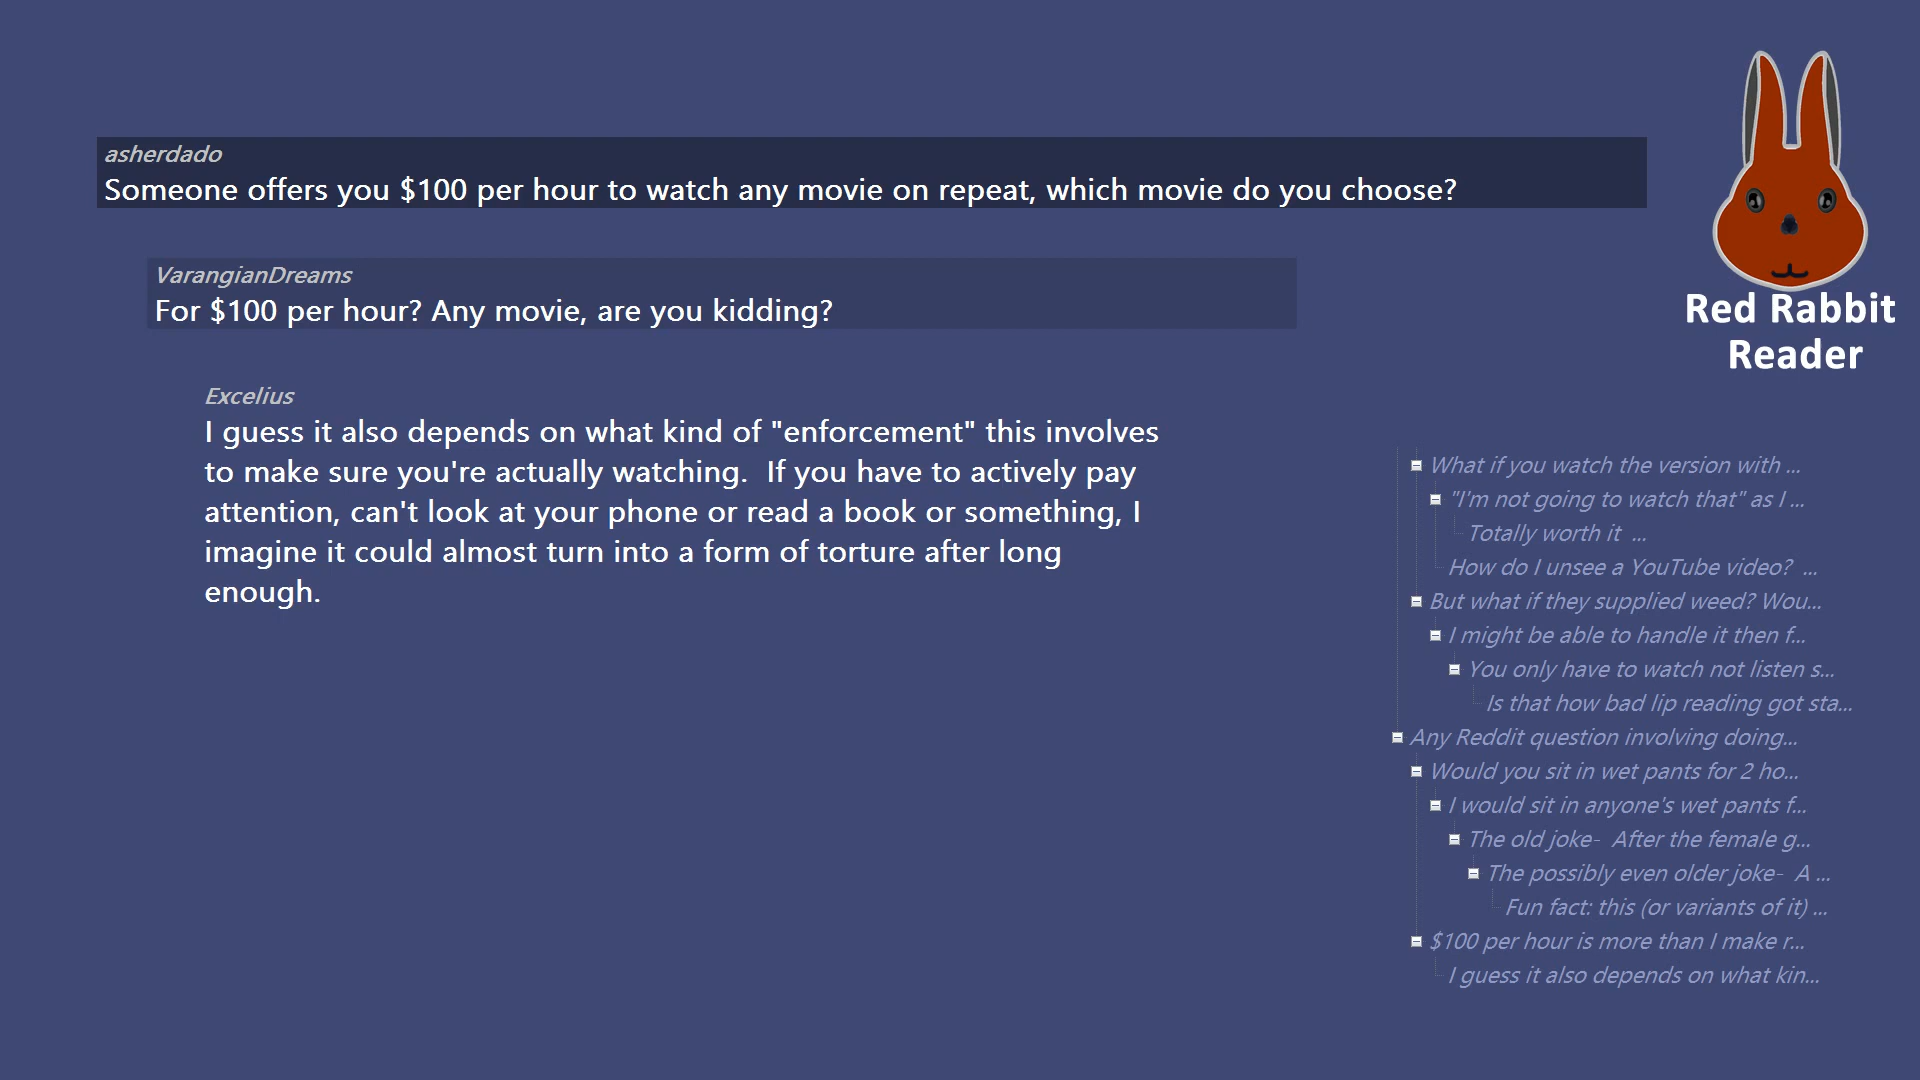 asherdado
Someone offers you $100 per hour to watch any movie on repeat, which movie do you choose?
VarangianDreams
For $100 per hour? Any movie, are you kidding?
Excelius
I guess it also depends on what kind of "enforcement" this involves
to make sure you're actually watching.  If you have to actively pay
attention, can't look at your phone or read a book or something, I
imagine it could almost turn into a form of torture after long
enough.
Red Rabbit
Reader
What if you watch the version with ...
"I'm not going to watch that" as I ...
Totally worth it  ...
How do I unsee a YouTube video?  ...
But what if they supplied weed? Wou...
I might be able to handle it then f...
You only have to watch not listen s...
Is that how bad lip reading got sta...
Any Reddit question involving doing...
Would you sit in wet pants for 2 ho...
I would sit in anyone's wet pants f...
The old joke-  After the female g...
The possibly even older joke-  A ...
Fun fact: this (or variants of it) ...
$100 per hour is more than I make r...
I guess it also depends on what kin...